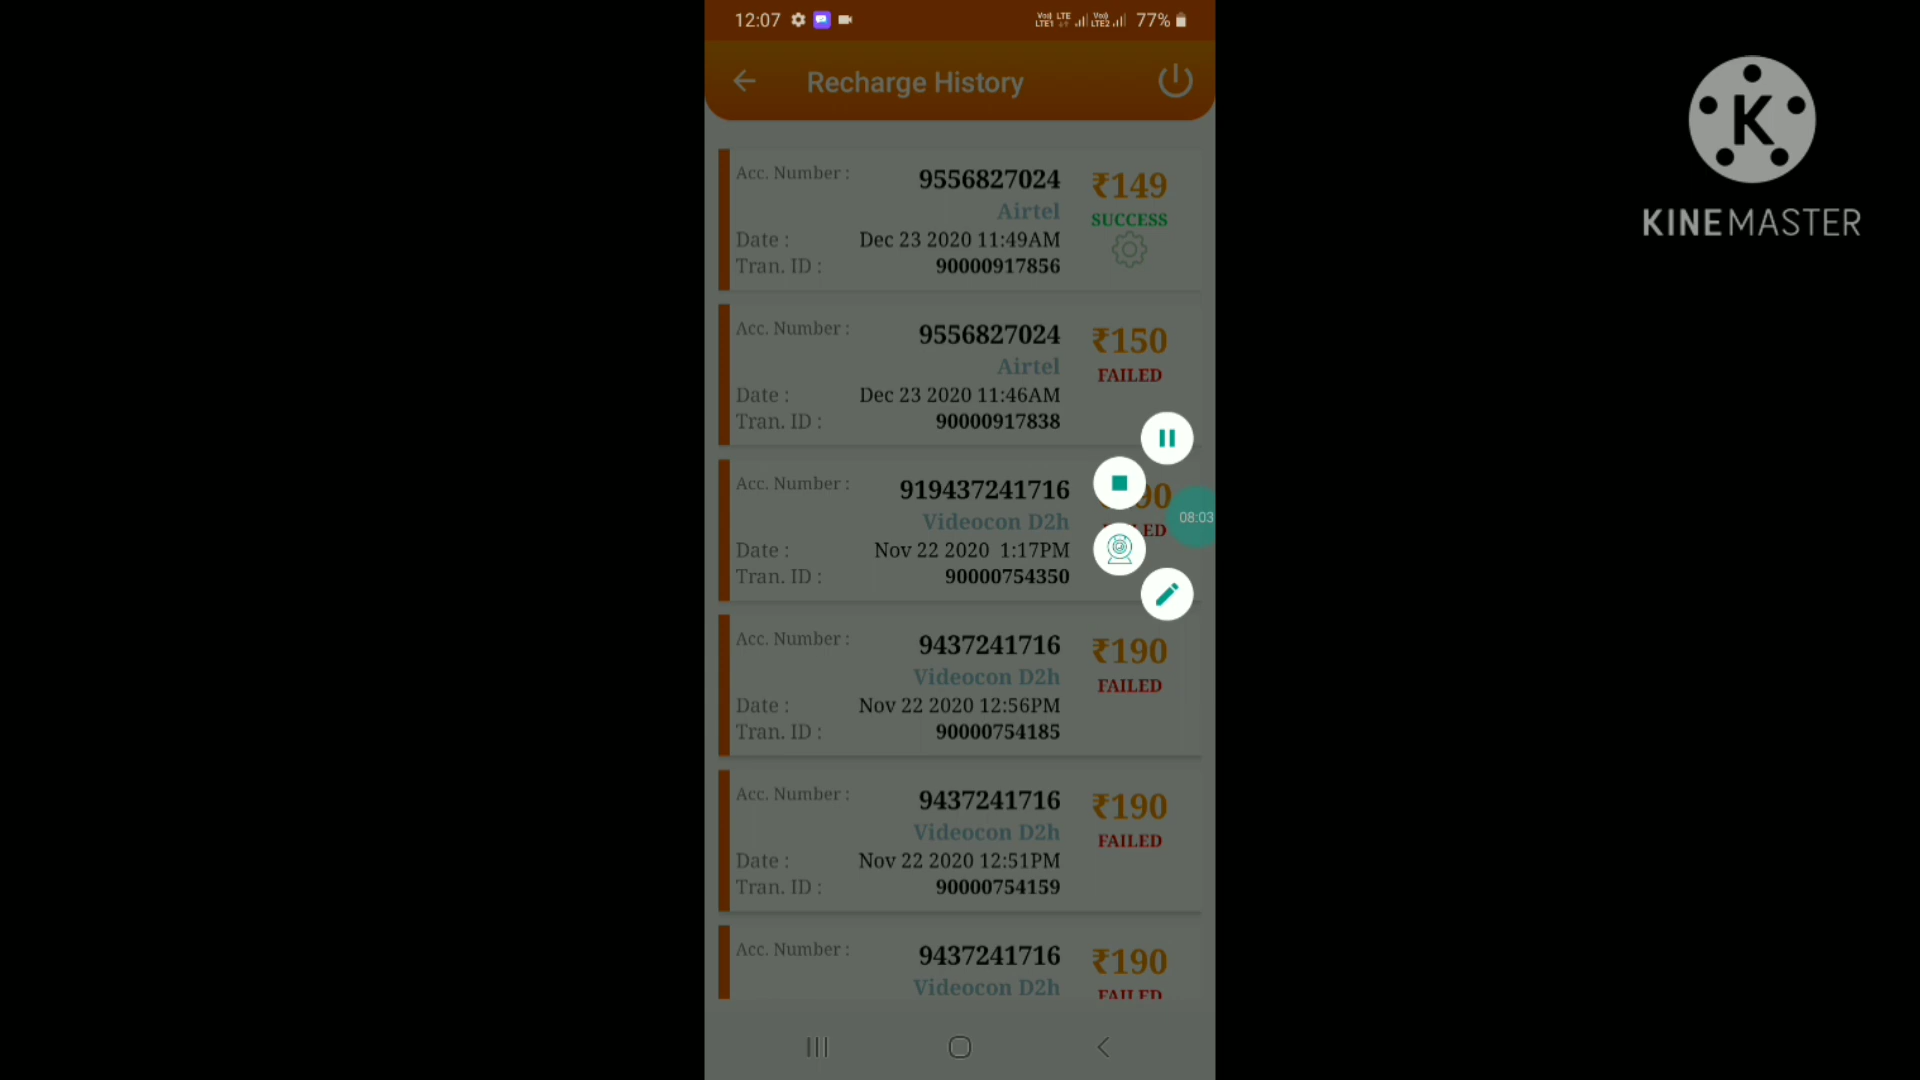 12:07 77%
Recharge History
KINEMASTER
Acc. Number : 9556827024 ₹149
Airtel SUCCESS
Date : Dec 23 2020 11:49AM
Tran. ID : 90000917856
Acc. Number : 9556827024 ₹150
Airtel FAILED
Date : Dec 23 2020 11:46AM
Tran. ID : 90000917838
Acc. Number : 919437241716 90
Videocon D2h LED
08:03
Date : Nov 22 2020 1:17PM
Tran. ID : 90000754350
Acc. Number : 9437241716 ₹190
Videocon D2h FAILED
Date : Nov 22 2020 12:56PM
Tran. ID : 90000754185
Acc. Number : 9437241716 ₹190
Videocon D2h FAILED
Date : Nov 22 2020 12:51PM
Tran. ID : 90000754159
Acc. Number : 9437241716 ₹190
Videocon D2h FAILED